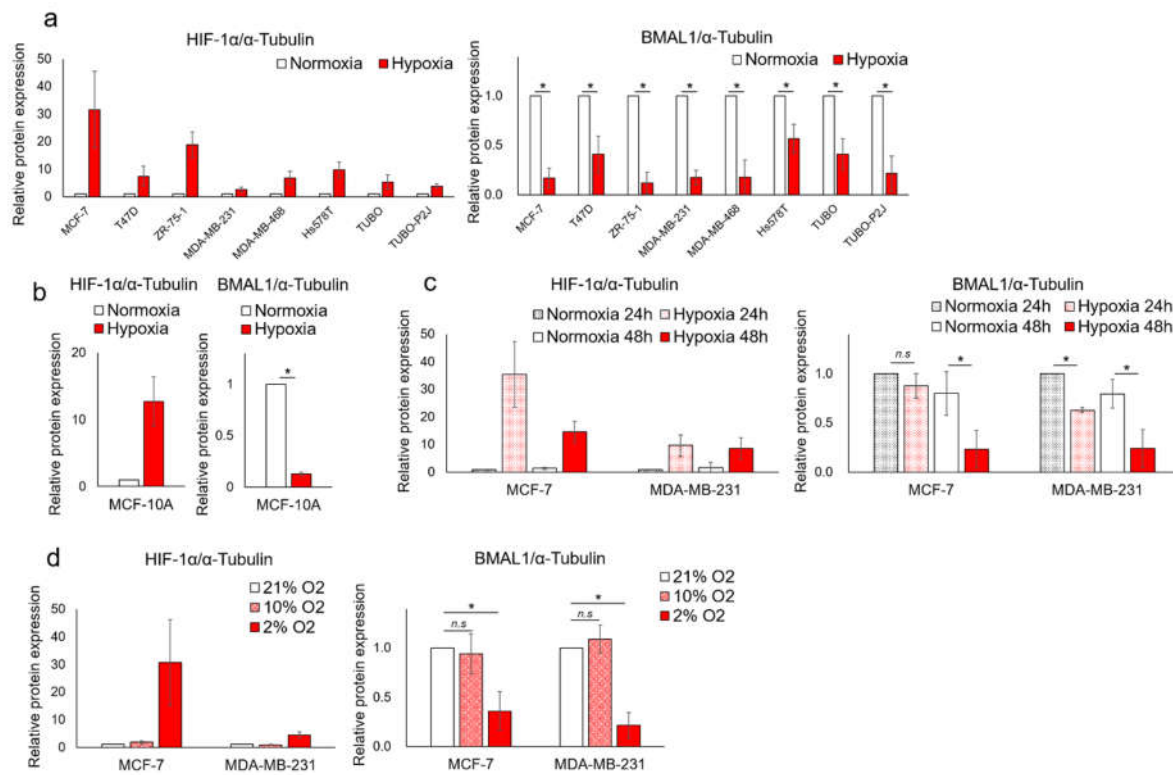 a
HIF-1α/α-Tubulin
Normoxia Hypoxia
Relative protein expression
50
40
30
20
10
0
MCF-7
T47D
ZR-75-1
MDA-MB-231
MDA-MB-468
Hs578T
TUBO
TUBO-P2J
BMAL1/α-Tubulin
Normoxia Hypoxia
Relative protein expression
1.0
0.5
0.0
* * * * * * * *
MCF-7
T47D
ZR-75-1
MDA-MB-231
MDA-MB-468
Hs578T
TUBO
TUBO-P2J
b
HIF-1α/α-Tubulin
Normoxia
Hypoxia
Relative protein expression
20
10
0
MCF-10A
BMAL1/α-Tubulin
Normoxia
Hypoxia
Relative protein expression
1
0.5
0
*
MCF-10A
c
HIF-1α/α-Tubulin
Normoxia 24h Hypoxia 24h
Normoxia 48h Hypoxia 48h
Relative protein expression
50
40
30
20
10
0
MCF-7 MDA-MB-231
BMAL1/α-Tubulin
Normoxia 24h Hypoxia 24h
Normoxia 48h Hypoxia 48h
Relative protein expression
1.0
0.5
0.0
n.s * * *
MCF-7 MDA-MB-231
d
HIF-1α/α-Tubulin
21% O2
10% O2
2% O2
Relative protein expression
50
40
30
20
10
0
MCF-7 MDA-MB-231
BMAL1/α-Tubulin
21% O2
10% O2
2% O2
Relative protein expression
1.0
0.5
0.0
* *
n.s n.s
MCF-7 MDA-MB-231